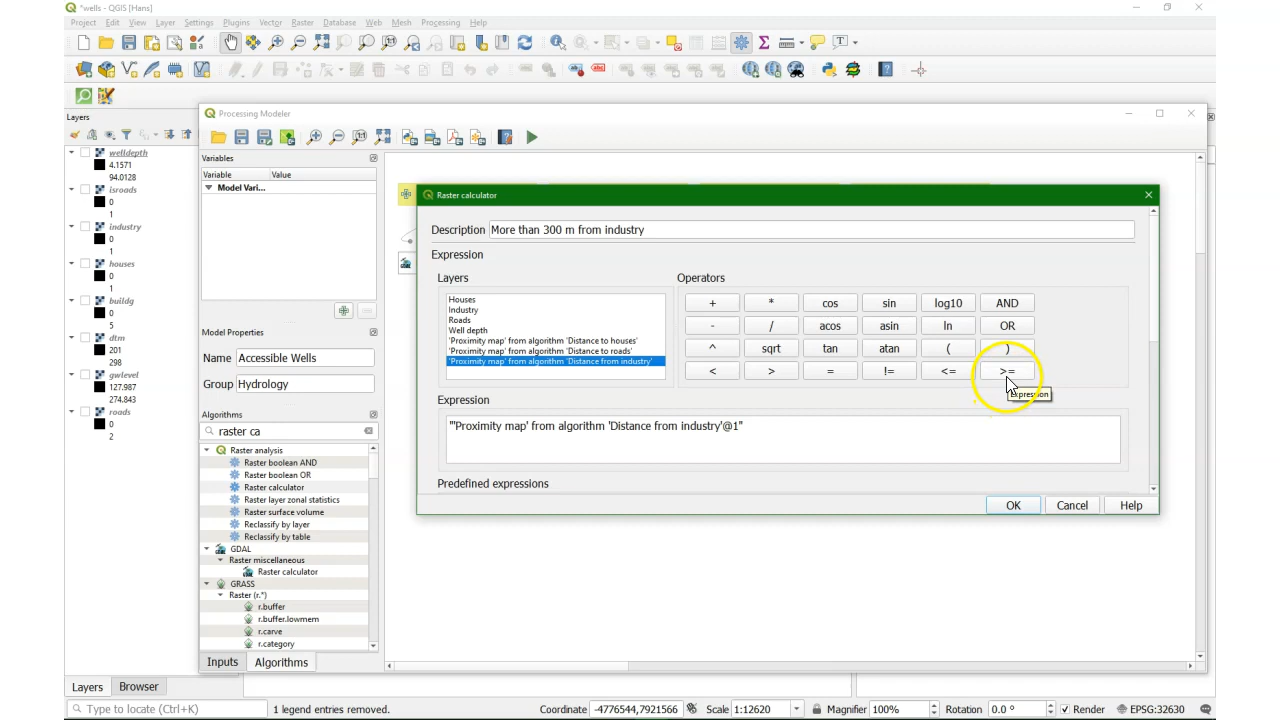 *wells - QGIS [Hans]
Project Edit View Layer Settings Plugins Vector Raster Database Web Mesh Processing Help
Layers
welldepth
4.1571
94.0128
isroads
0
1
industry
0
1
houses
0
1
buildg
0
5
dtm
201
298
gwlevel
127.987
274.843
roads
0
2
Processing Modeler
Variables
Variable Value
Model Vari...
Model Properties
Name Accessible Wells
Group Hydrology
Algorithms
raster ca
Raster analysis
Raster boolean AND
Raster boolean OR
Raster calculator
Raster layer zonal statistics
Raster surface volume
Reclassify by layer
Reclassify by table
GDAL
Raster miscellaneous
Raster calculator
GRASS
Raster (r.*)
r.buffer
r.buffer.lowmem
r.carve
r.category
Inputs Algorithms
Raster calculator
Description More than 300 m from industry
Expression
Layers
Houses
Industry
Roads
Well depth
'Proximity map' from algorithm 'Distance to houses'
'Proximity map' from algorithm 'Distance to roads'
'Proximity map' from algorithm 'Distance from industry'
Operators
+ * cos sin log10 AND
- / acos asin ln OR
^ sqrt tan atan ( )
< > = != <= >=
Expression
Expression
"'Proximity map' from algorithm 'Distance from industry'@1"
Predefined expressions
OK Cancel Help
Layers Browser
Type to locate (Ctrl+K) 1 legend entries removed. Coordinate -4776544,7921566 Scale 1:12620 Magnifier 100% Rotation 0.0 ° Render EPSG:32630